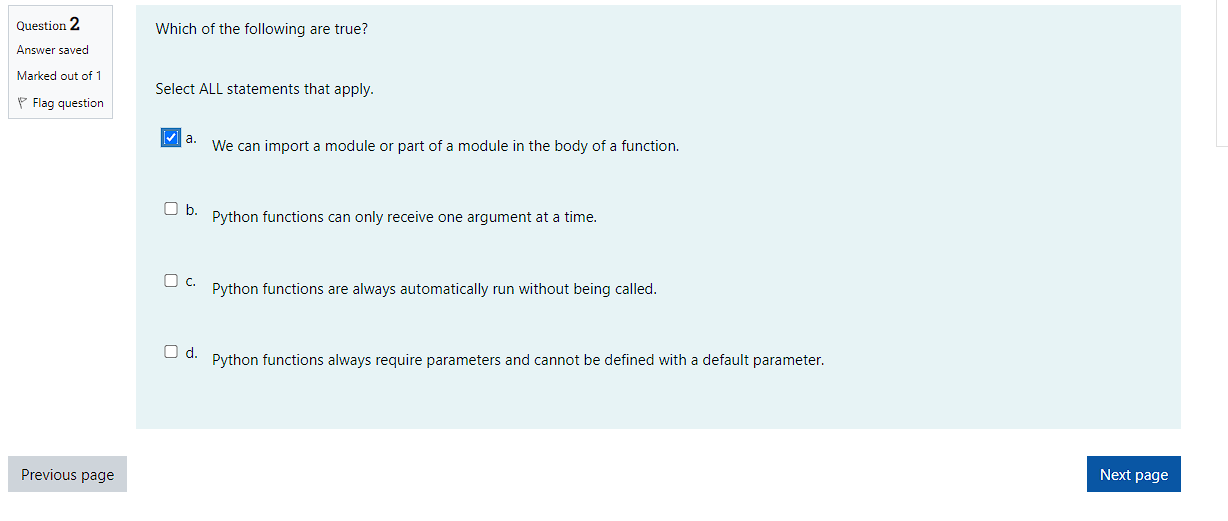 Question 2
Answer saved
Marked out of 1
Flag question
Which of the following are true?
Select ALL statements that apply.
a. We can import a module or part of a module in the body of a function.
b. Python functions can only receive one argument at a time.
c. Python functions are always automatically run without being called.
d. Python functions always require parameters and cannot be defined with a default parameter.
Previous page
Next page